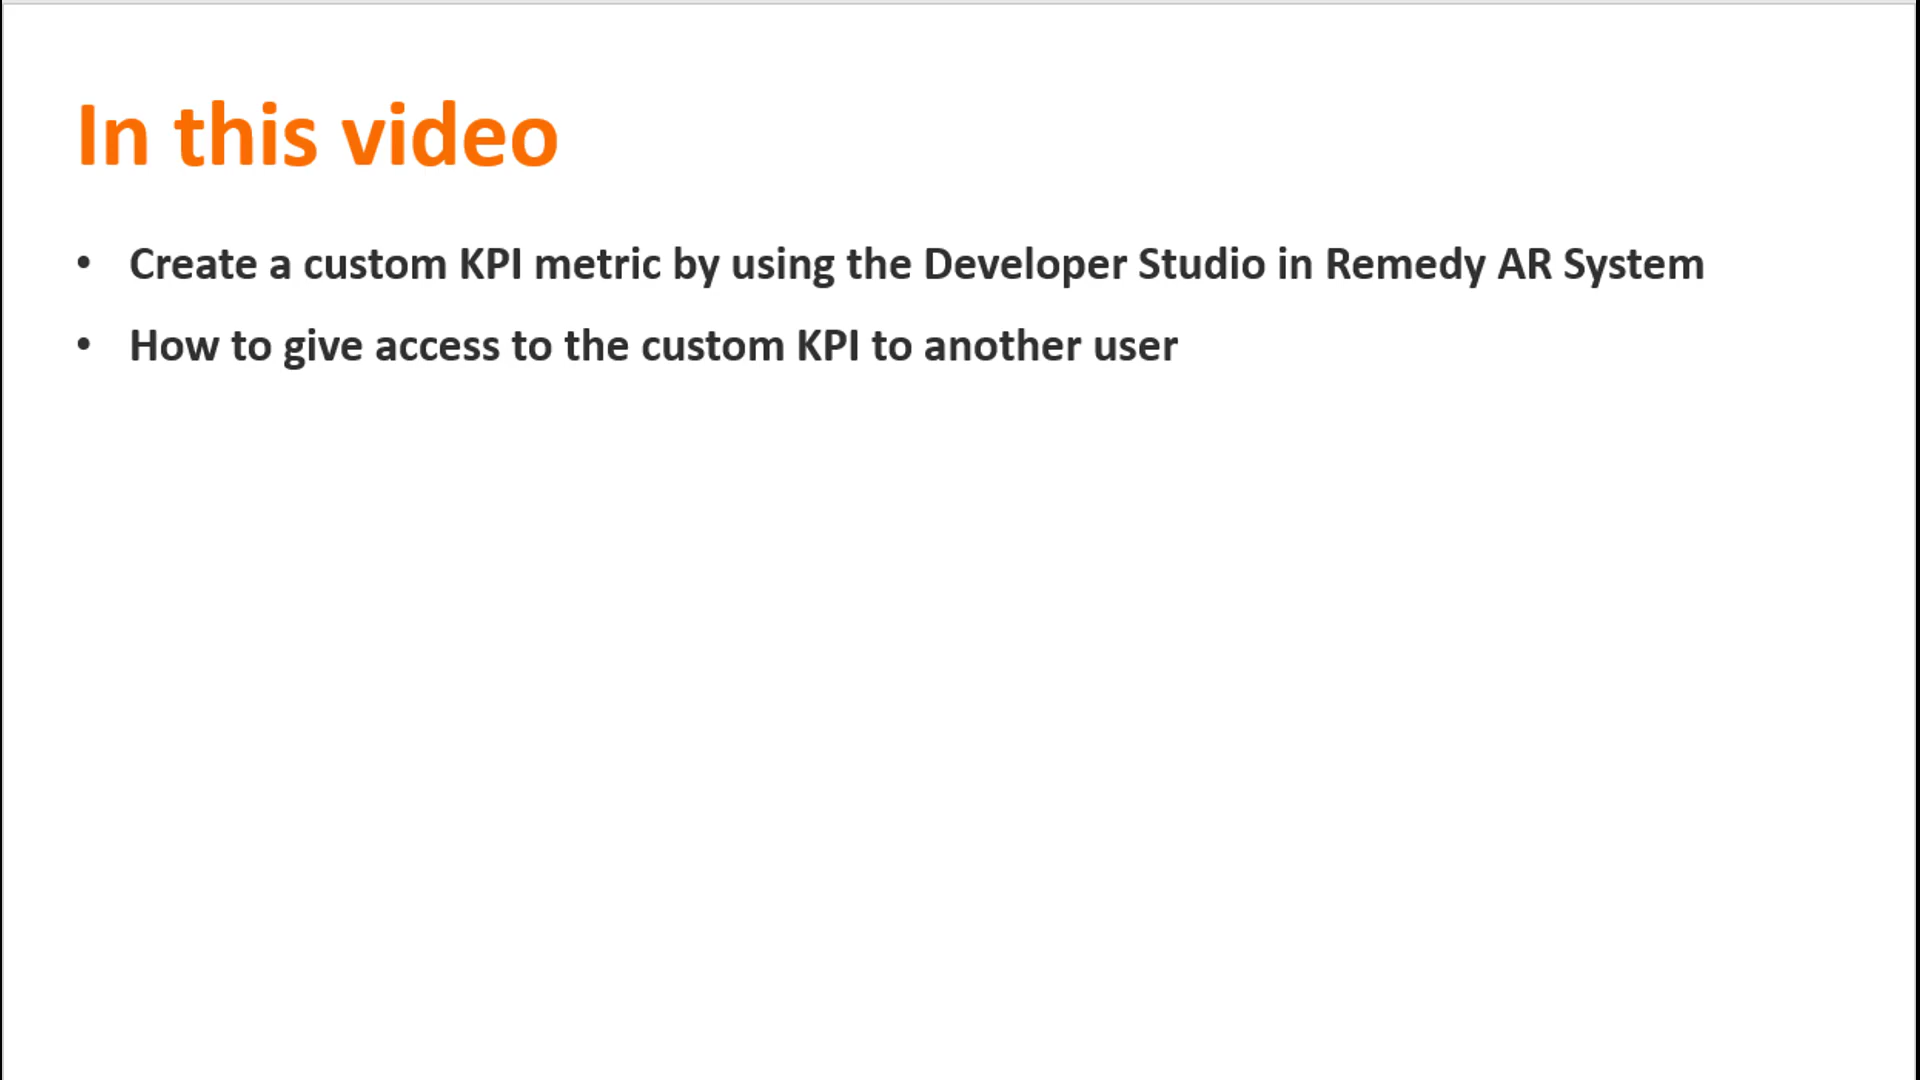 In this video
• Create a custom KPI metric by using the Developer Studio in Remedy AR System
• How to give access to the custom KPI to another user